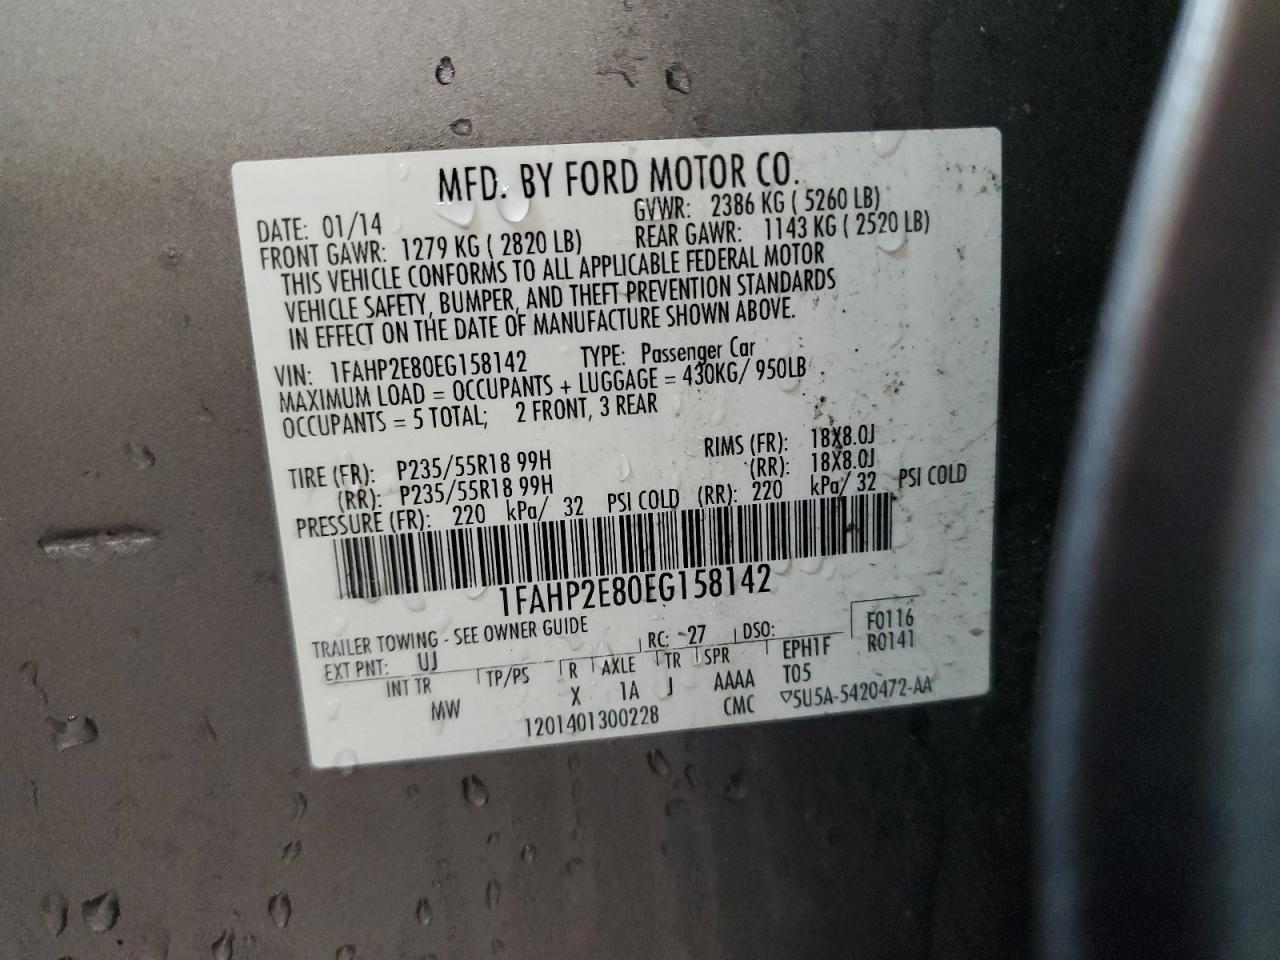 MFD. BY FORD MOTOR CO.
DATE: 01/14 GVWR: 2386 KG ( 5260 LB)
FRONT GAWR: 1279 KG ( 2820 LB) REAR GAWR: 1143 KG ( 2520 LB)
THIS VEHICLE CONFORMS TO ALL APPLICABLE FEDERAL MOTOR
VEHICLE SAFETY, BUMPER, AND THEFT PREVENTION STANDARDS
IN EFFECT ON THE DATE OF MANUFACTURE SHOWN ABOVE.
VIN: 1FAHP2E80EG158142 TYPE: Passenger Car
MAXIMUM LOAD = OCCUPANTS + LUGGAGE = 430KG/ 950LB
OCCUPANTS = 5 TOTAL; 2 FRONT, 3 REAR
TIRE (FR): P235/55R18 99H RIMS (FR): 18X8.0J
(RR): P235/55R18 99H (RR): 18X8.0J
PRESSURE (FR): 220 kPa/ 32 PSI COLD (RR): 220 kPa/ 32 PSI COLD
1FAHP2E80EG158142
TRAILER TOWING - SEE OWNER GUIDE
F0116
EXT PNT: UJ RC: 27 DSO: R0141
INT TR TP/PS R AXLE TR SPR EPH1F
MW X 1A J AAAA T05
1201401300228 CMC ▽5U5A-5420472-AA